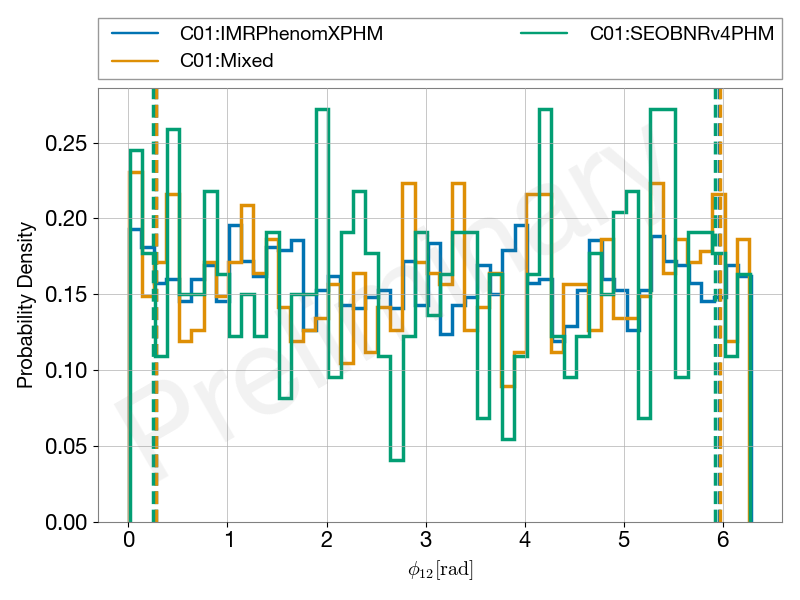 C01:IMRPhenomXPHM
C01:Mixed
C01:SEOBNRv4PHM
Preliminary
Probability Density
0.25
0.20
0.15
0.10
0.05
0.00
0 1 2 3 4 5 6
ϕ₁₂[rad]